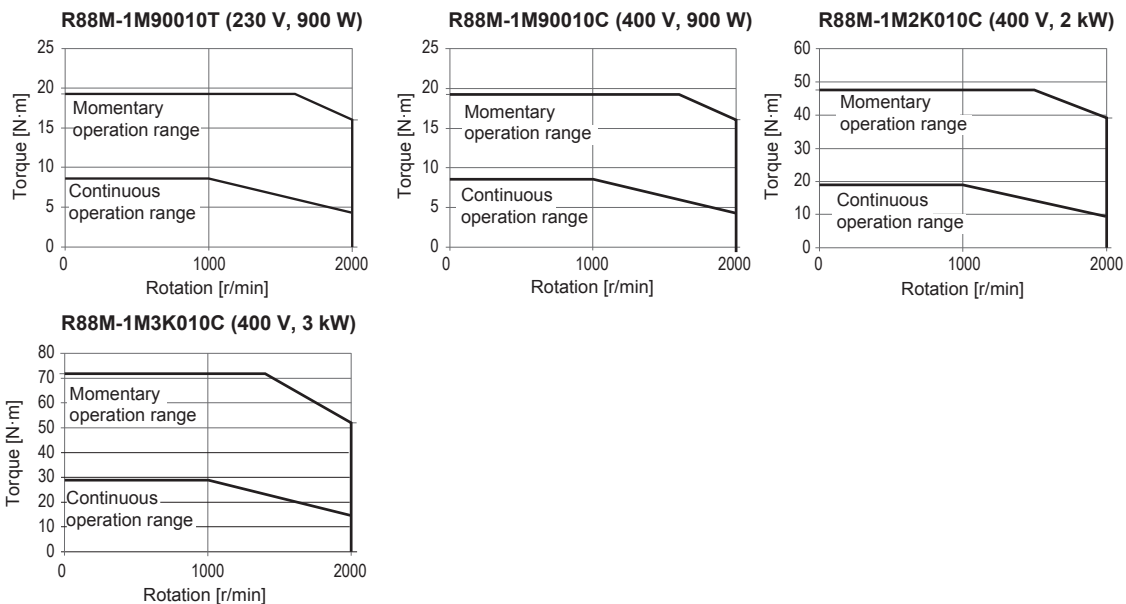 R88M-1M90010T (230 V, 900 W)
25
20
15
10
5
0
Torque [N·m]
Momentary
operation range
Continuous
operation range
0
1000
2000
Rotation [r/min]
R88M-1M90010C (400 V, 900 W)
25
20
15
10
5
0
Torque [N·m]
Momentary
operation range
Continuous
operation range
0
1000
2000
Rotation [r/min]
R88M-1M2K010C (400 V, 2 kW)
60
50
40
30
20
10
0
Torque [N·m]
Momentary
operation range
Continuous
operation range
0
1000
2000
Rotation [r/min]
R88M-1M3K010C (400 V, 3 kW)
80
70
60
50
40
30
20
10
0
Torque [N·m]
Momentary
operation range
Continuous
operation range
0
1000
2000
Rotation [r/min]